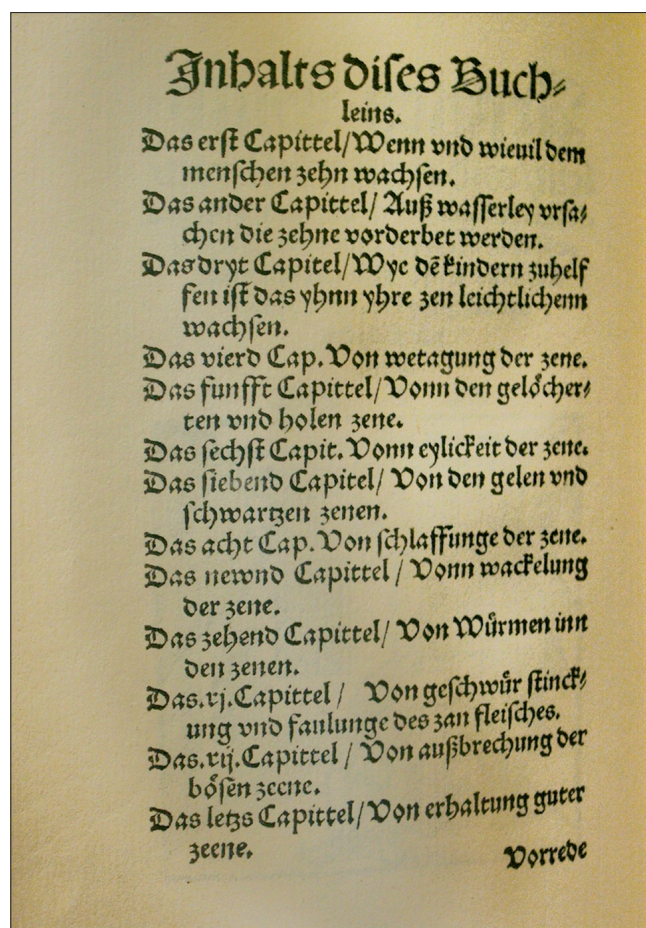 Inhalts diſes Buch⸗
leins.
Das erſt Capittel/Wenn vnd wieuil dem
menſchen zehn wachſen.
Das ander Capittel/ Auß waſſerley vrſa⸗
chen die zehne vorderbet werden.
Das dryt Capitel/Wye dē kindern zuhelf
fen iſt das yhnn yhre zen leichtlichenn
wachſen.
Das vierd Cap. Von wetagung der zene.
Das funfft Capittel/Vonn den gelöcher⸗
ten vnd holen zene.
Das ſechſt Capit. Vonn eylickeit der zene.
Das ſiebend Capitel/ Von den gelen vnd
ſchwartzen zenen.
Das acht Cap. Von ſchlaffunge der zene.
Das newnd Capittel / Vonn wackelung
der zene.
Das zehend Capittel/ Von Würmen inn
den zenen.
Das.xj.Capittel / Von geſchwür ſtinck⸗
ung vnd faulunge des zan fleiſches.
Das.xij.Capittel / Von außbrechung der
böſen zeene.
Das letzs Capittel/Von erhaltung guter
zeene.
Vorrede